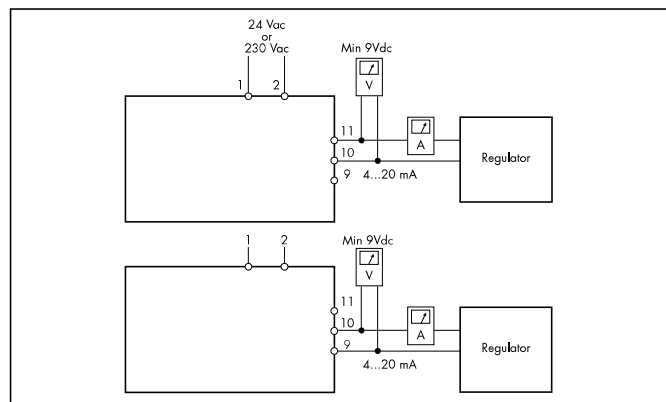 24 Vac
or
230 Vac
Min 9Vdc
1
2
V
11
A
10
Regulator
9
4...20 mA
1
2
Min 9Vdc
V
11
10
A
9
Regulator
4...20 mA